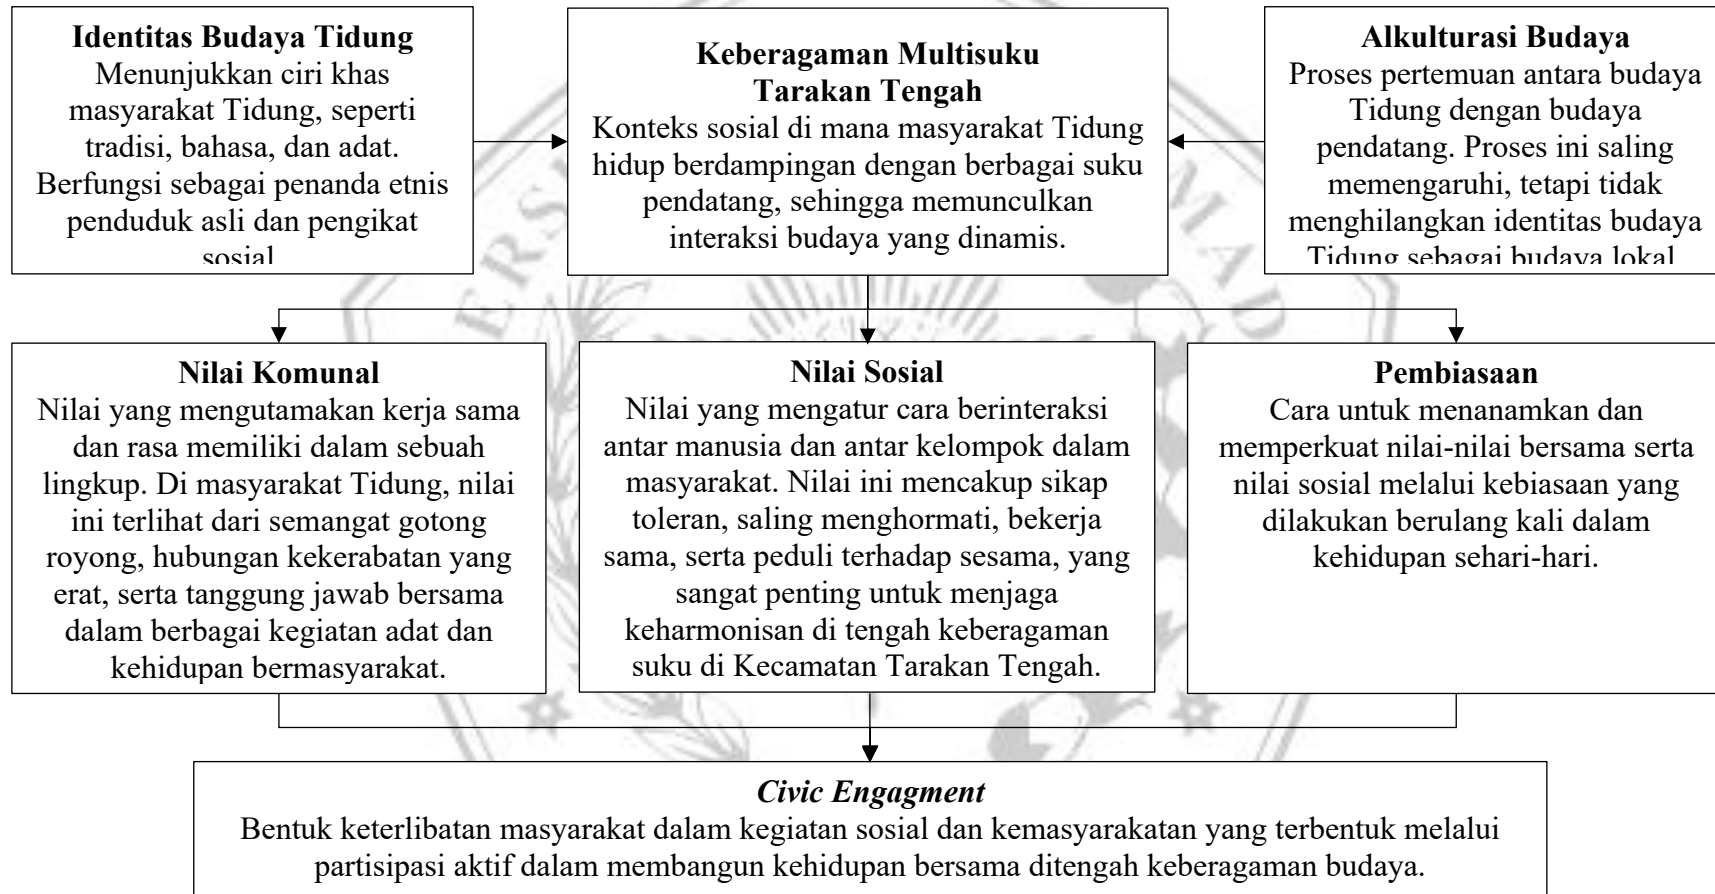 Identitas Budaya Tidung
Menunjukkan ciri khas
masyarakat Tidung, seperti
tradisi, bahasa, dan adat.
Berfungsi sebagai penanda etnis
penduduk asli dan pengikat
sosial
Keberagaman Multisuku
Tarakan Tengah
Konteks sosial di mana masyarakat Tidung
hidup berdampingan dengan berbagai suku
pendatang, sehingga memunculkan
interaksi budaya yang dinamis.
Alkulturasi Budaya
Proses pertemuan antara budaya
Tidung dengan budaya
pendatang. Proses ini saling
memengaruhi, tetapi tidak
menghilangkan identitas budaya
Tidung sebagai budaya lokal
ERS
MAD
Nilai Komunal
Nilai yang mengutamakan kerja sama
dan rasa memiliki dalam sebuah
lingkup. Di masyarakat Tidung, nilai
ini terlihat dari semangat gotong
royong, hubungan kekerabatan yang
erat, serta tanggung jawab bersama
dalam berbagai kegiatan adat dan
kehidupan bermasyarakat.
Nilai Sosial
Nilai yang mengatur cara berinteraksi
antar manusia dan antar kelompok dalam
masyarakat. Nilai ini mencakup sikap
toleran, saling menghormati, bekerja
sama, serta peduli terhadap sesama, yang
sangat penting untuk menjaga
keharmonisan di tengah keberagaman
suku di Kecamatan Tarakan Tengah.
Pembiasaan
Cara untuk menanamkan dan
memperkuat nilai-nilai bersama serta
nilai sosial melalui kebiasaan yang
dilakukan berulang kali dalam
kehidupan sehari-hari.
Civic Engagment
Bentuk keterlibatan masyarakat dalam kegiatan sosial dan kemasyarakatan yang terbentuk melalui
partisipasi aktif dalam membangun kehidupan bersama ditengah keberagaman budaya.